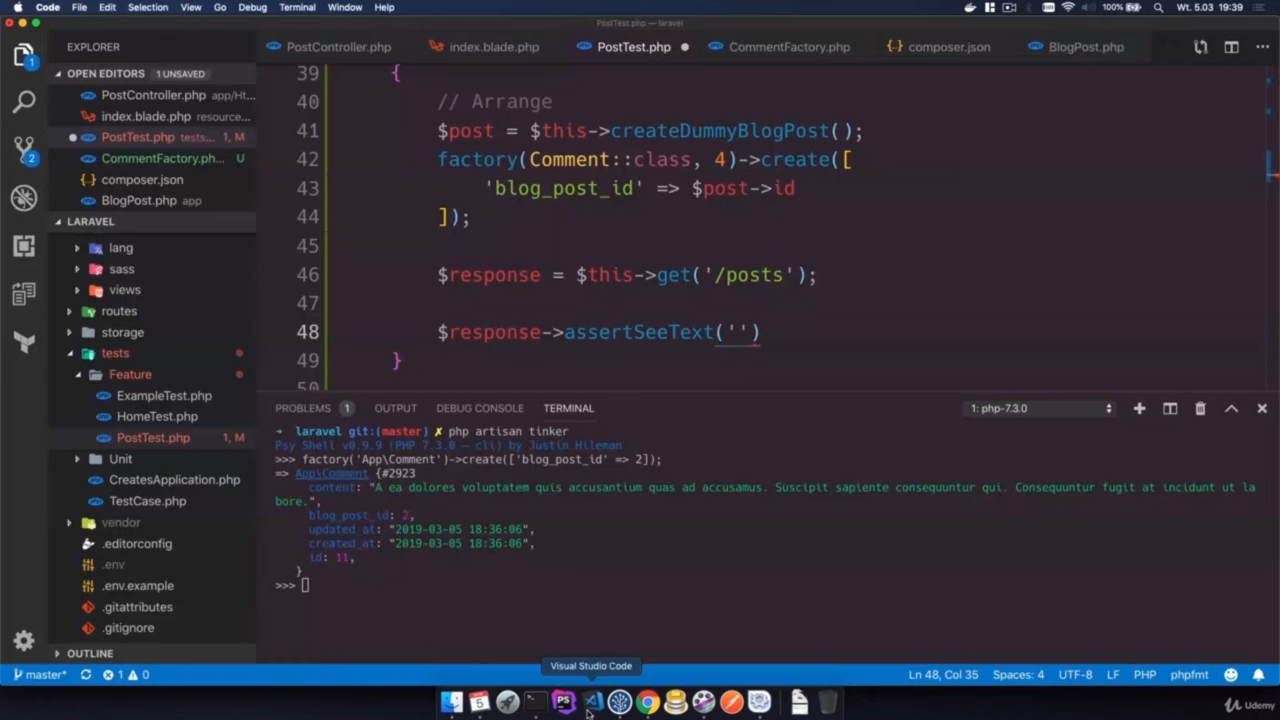 Code File Edit Selection View Go Debug Terminal Window Help 100% Wt. 5.03 19:39
PostTest.php — laravel
EXPLORER
OPEN EDITORS 1 UNSAVED
PostController.php app/Ht...
index.blade.php resource...
PostTest.php tests... 1, M
CommentFactory.ph... U
composer.json
BlogPost.php app
LARAVEL
lang
sass
views
routes
storage
tests
Feature
ExampleTest.php
HomeTest.php
PostTest.php 1, M
Unit
CreatesApplication.php
TestCase.php
vendor
.editorconfig
.env
.env.example
.gitattributes
.gitignore
OUTLINE
PostController.php index.blade.php PostTest.php CommentFactory.php composer.json BlogPost.php
39 {
40 // Arrange
41 $post = $this->createDummyBlogPost();
42 factory(Comment::class, 4)->create([
43 'blog_post_id' => $post->id
44 ]);
45
46 $response = $this->get('/posts');
47
48 $response->assertSeeText('')
49 }
50
PROBLEMS 1 OUTPUT DEBUG CONSOLE TERMINAL 1: php-7.3.0
➜ laravel git:(master) ✗ php artisan tinker
Psy Shell v0.9.9 (PHP 7.3.0 — cli) by Justin Hileman
>>> factory('App\Comment')->create(['blog_post_id' => 2]);
=> App\Comment {#2923
content: "A ea dolores voluptatem quis accusantium quas ad accusamus. Suscipit sapiente consequuntur qui. Consequuntur fugit at incidunt ut la
bore.",
blog_post_id: 2,
updated_at: "2019-03-05 18:36:06",
created_at: "2019-03-05 18:36:06",
id: 11,
}
>>>
Visual Studio Code
master* 1 0 Ln 48, Col 35 Spaces: 4 UTF-8 LF PHP phpfmt
1
2
5
PS
Udemy